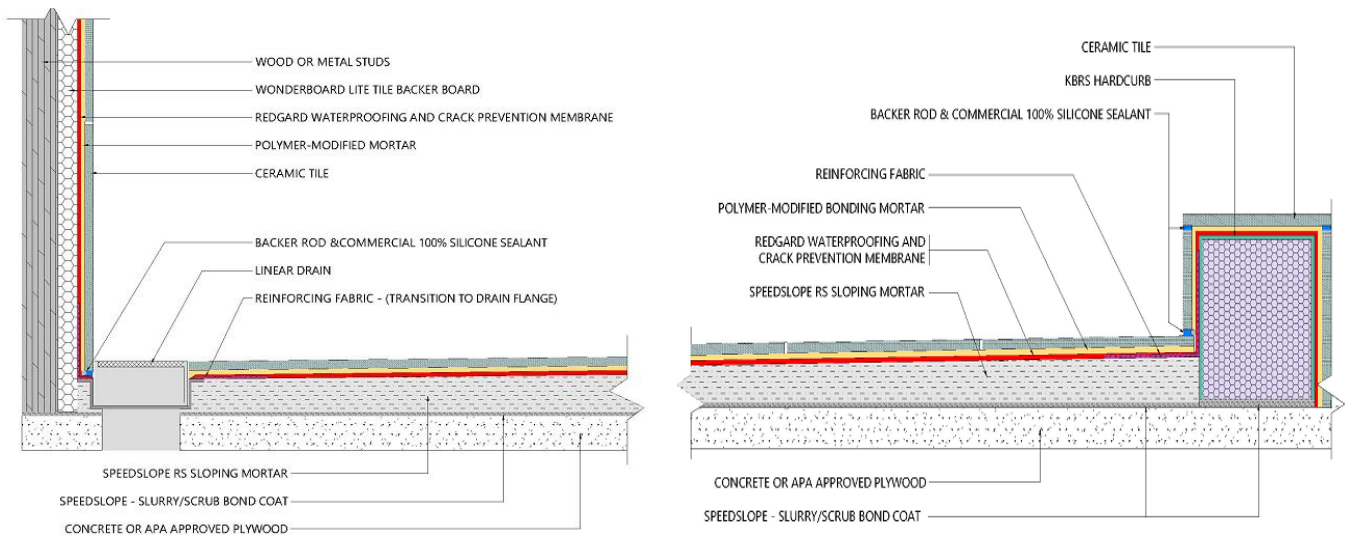 WOOD OR METAL STUDS
WONDERBOARD LITE TILE BACKER BOARD
REDGARD WATERPROOFING AND CRACK PREVENTION MEMBRANE
POLYMER-MODIFIED MORTAR
CERAMIC TILE
BACKER ROD &COMMERCIAL 100% SILICONE SEALANT
LINEAR DRAIN
REINFORCING FABRIC - (TRANSITION TO DRAIN FLANGE)
SPEEDSLOPE RS SLOPING MORTAR
SPEEDSLOPE - SLURRY/SCRUB BOND COAT
CONCRETE OR APA APPROVED PLYWOOD
CERAMIC TILE
KBRS HARDCURB
BACKER ROD & COMMERCIAL 100% SILICONE SEALANT
REINFORCING FABRIC
POLYMER-MODIFIED BONDING MORTAR
REDGARD WATERPROOFING AND
CRACK PREVENTION MEMBRANE
SPEEDSLOPE RS SLOPING MORTAR
CONCRETE OR APA APPROVED PLYWOOD
SPEEDSLOPE - SLURRY/SCRUB BOND COAT